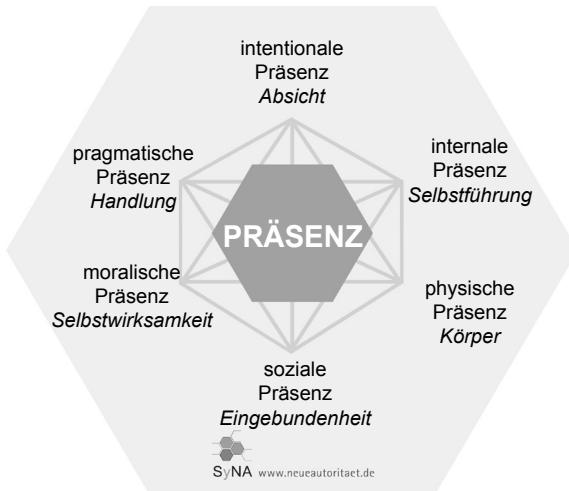 intentionale
Präsenz
Absicht
internale
Präsenz
Selbstführung
physische
Präsenz
Körper
soziale
Präsenz
Eingebundenheit
moralische
Präsenz
Selbstwirksamkeit
pragmatische
Präsenz
Handlung
PRÄSENZ
SyNA www.neueautoritaet.de